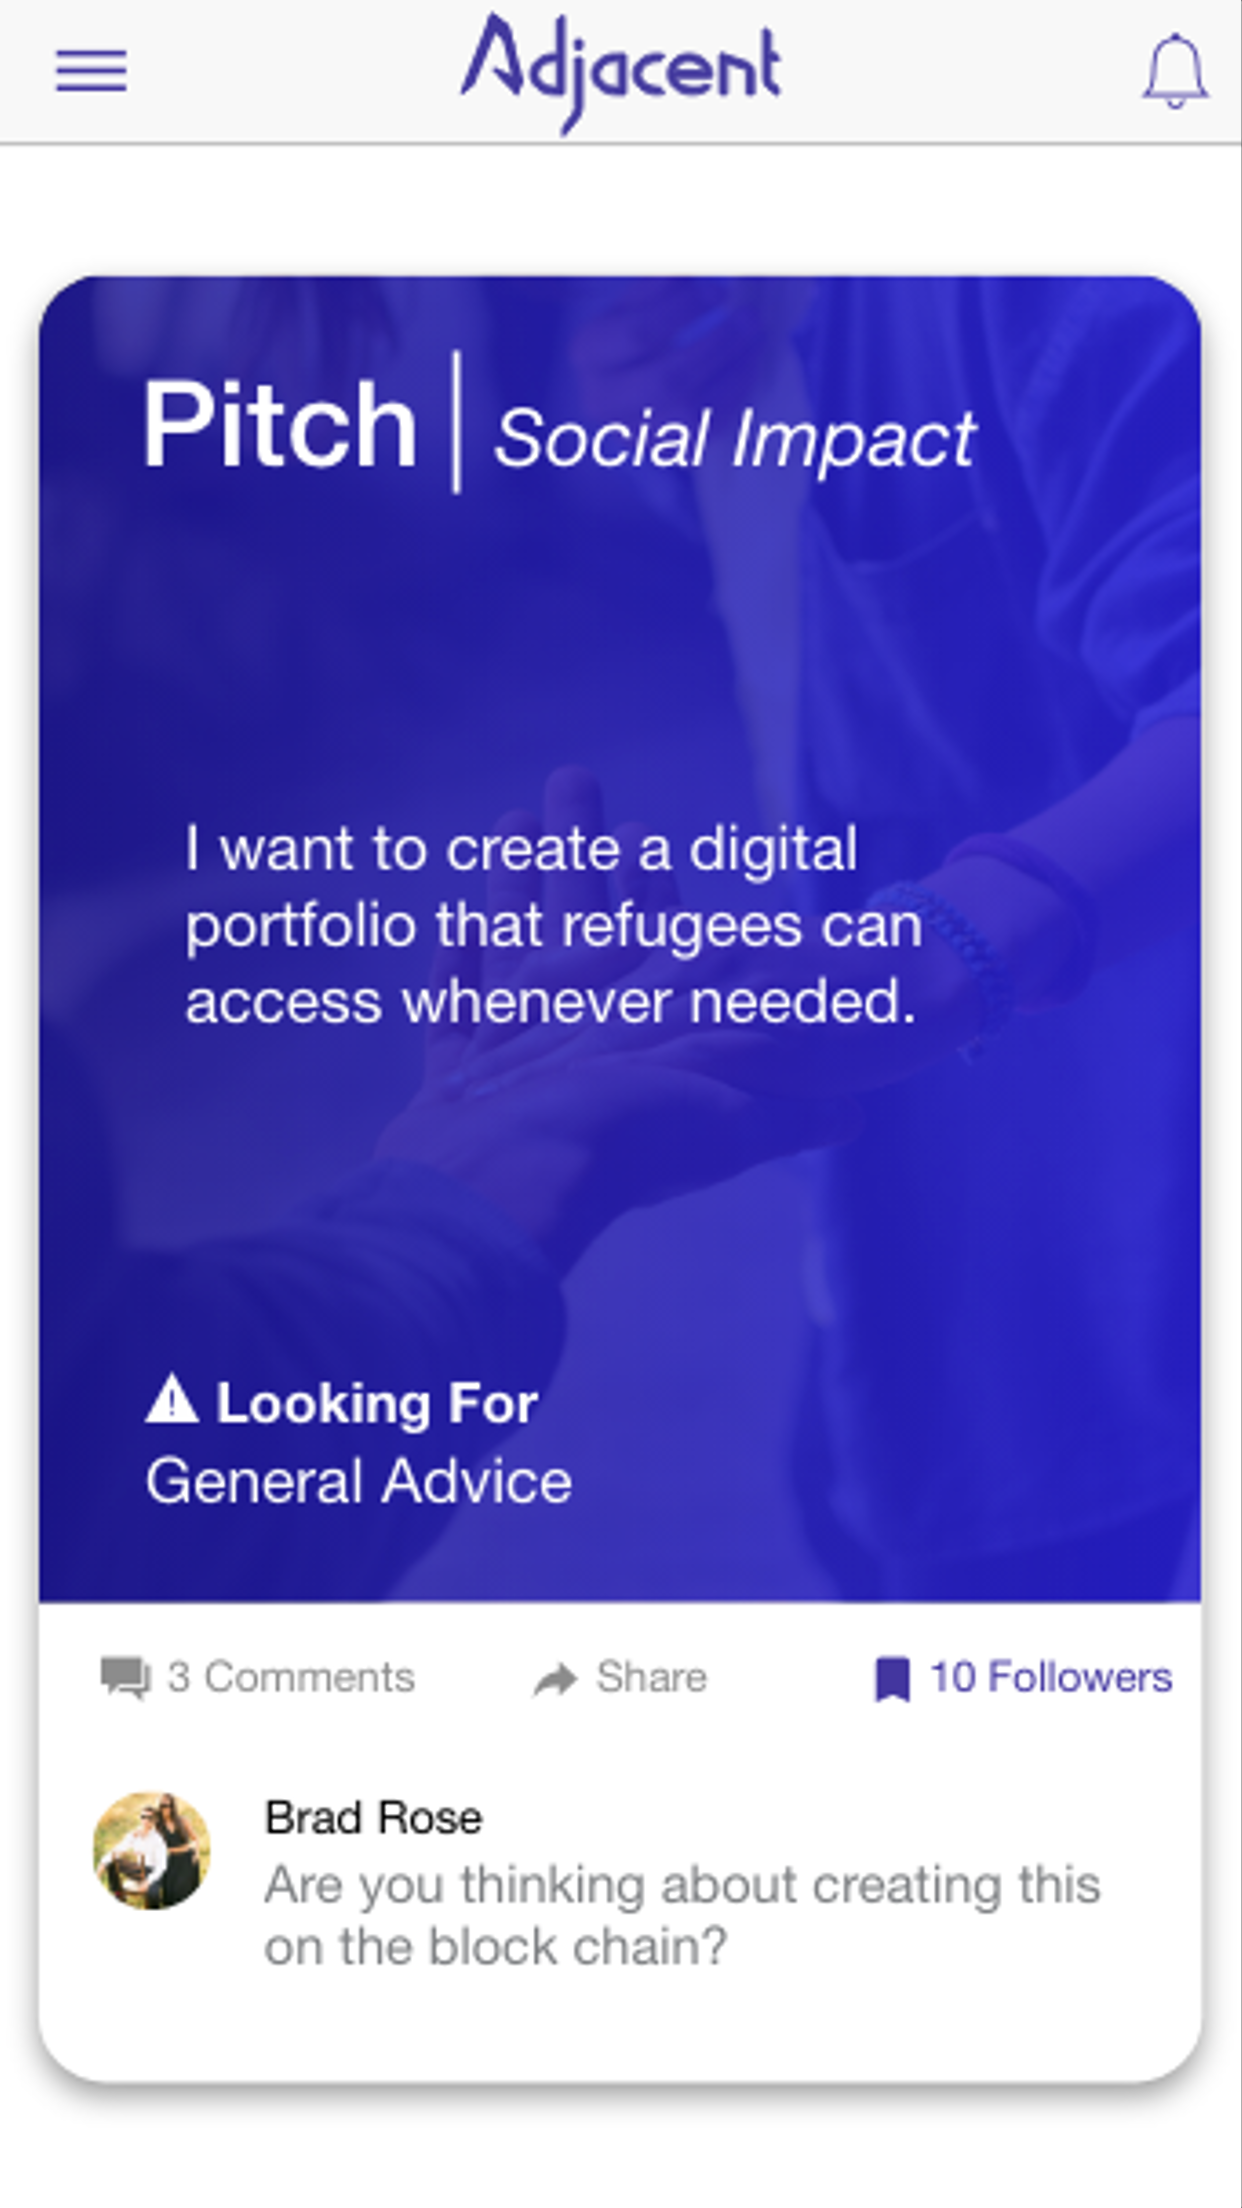 Adjacent
Pitch | Social Impact
I want to create a digital
portfolio that refugees can
access whenever needed.
Looking For
General Advice
3 Comments Share 10 Followers
Brad Rose
Are you thinking about creating this
on the block chain?